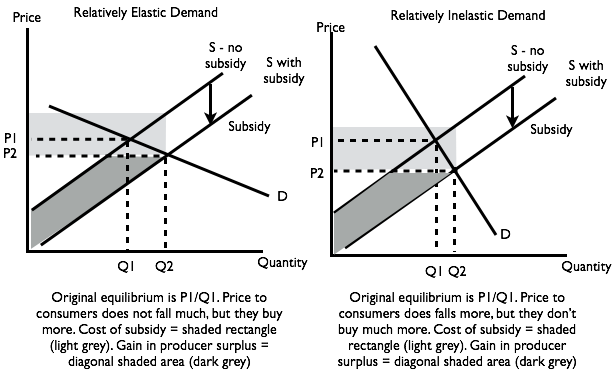 Relatively Elastic Demand
Price
S - no
subsidy
S with
subsidy
Subsidy
P1
P2
D
Q1 Q2
Quantity
Original equilibrium is P1/Q1. Price to
consumers does not fall much, but they buy
more. Cost of subsidy = shaded rectangle
(light grey). Gain in producer surplus =
diagonal shaded area (dark grey)
Relatively Inelastic Demand
Price
S - no
subsidy
S with
subsidy
Subsidy
P1
P2
D
Q1 Q2
Quantity
Original equilibrium is P1/Q1. Price to
consumers does falls more, but they don't
buy much more. Cost of subsidy = shaded
rectangle (light grey). Gain in producer
surplus = diagonal shaded area (dark grey)